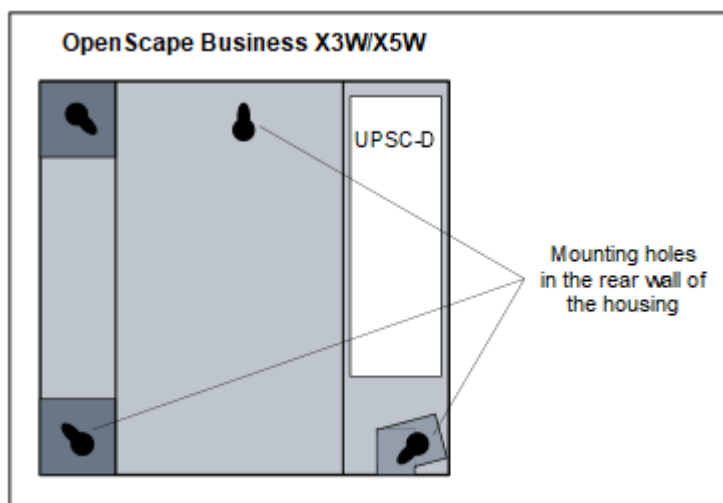 OpenScape Business X3W/X5W
UPSC-D
Mounting holes
in the rear wall of
the housing